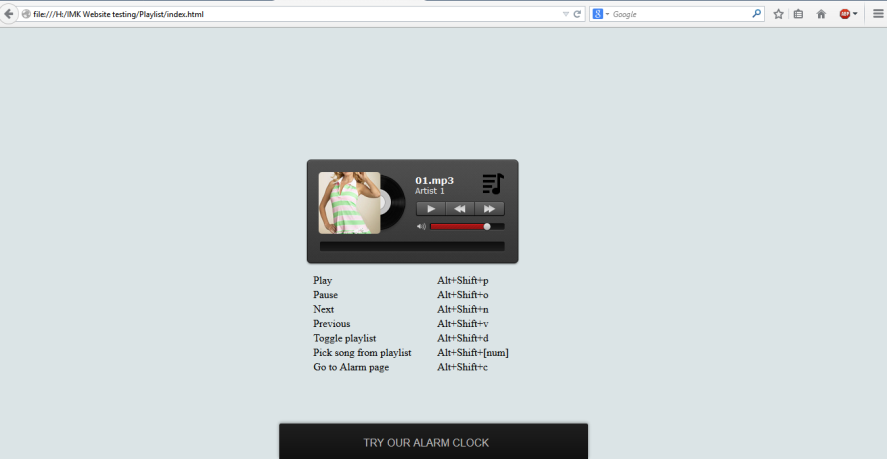 file:///H:/IMK Website testing/Playlist/index.html
8 Google
ABP
01.mp3
Artist 1
Play Alt+Shift+p
Pause Alt+Shift+o
Next Alt+Shift+n
Previous Alt+Shift+v
Toggle playlist Alt+Shift+d
Pick song from playlist Alt+Shift+[num]
Go to Alarm page Alt+Shift+c
TRY OUR ALARM CLOCK